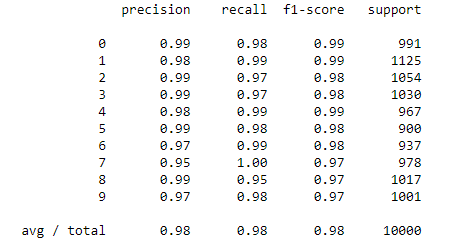 precision recall f1-score support
0 0.99 0.98 0.99 991
1 0.98 0.99 0.99 1125
2 0.99 0.97 0.98 1054
3 0.99 0.97 0.98 1030
4 0.98 0.99 0.99 967
5 0.99 0.98 0.98 900
6 0.97 0.99 0.98 937
7 0.95 1.00 0.97 978
8 0.99 0.95 0.97 1017
9 0.97 0.98 0.97 1001
avg / total 0.98 0.98 0.98 10000